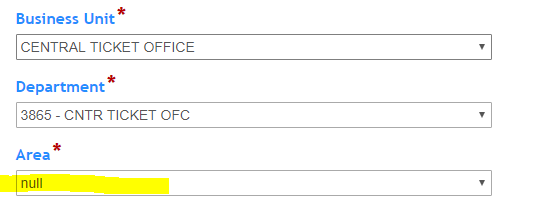 Business Unit*
CENTRAL TICKET OFFICE
Department*
3865 - CNTR TICKET OFC
Area*
null